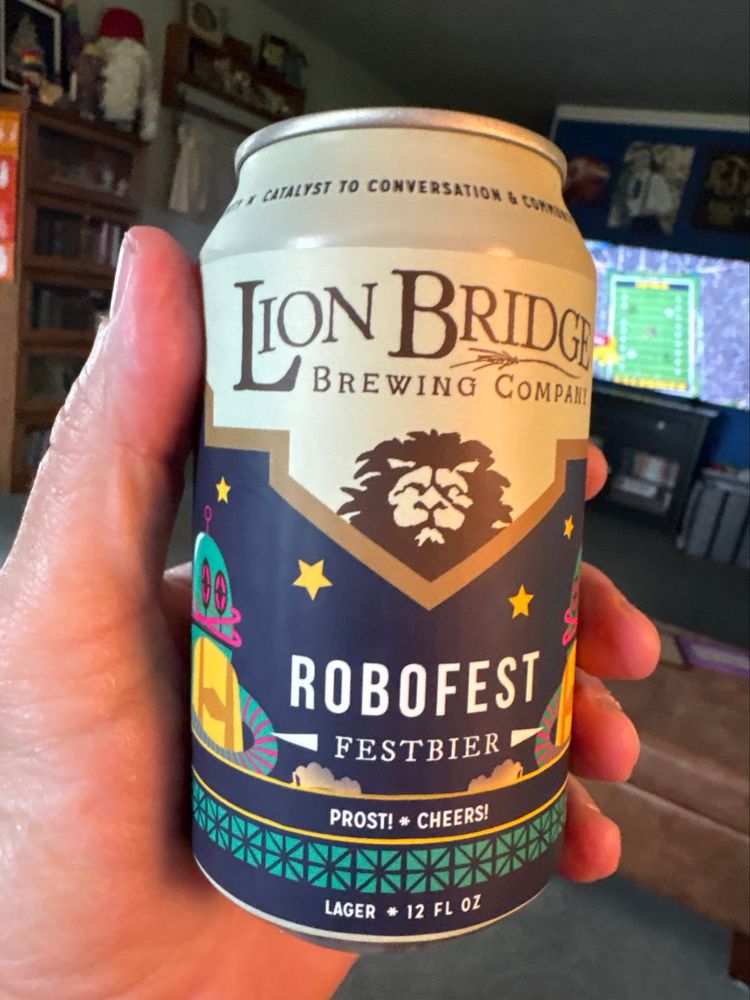 * CATALYST TO CONVERSATION &
LION BRIDGE
BREWING COMPANY
ROBOFEST
FESTBIER
PROST! * CHEERS!
LAGER * 12 FL OZ